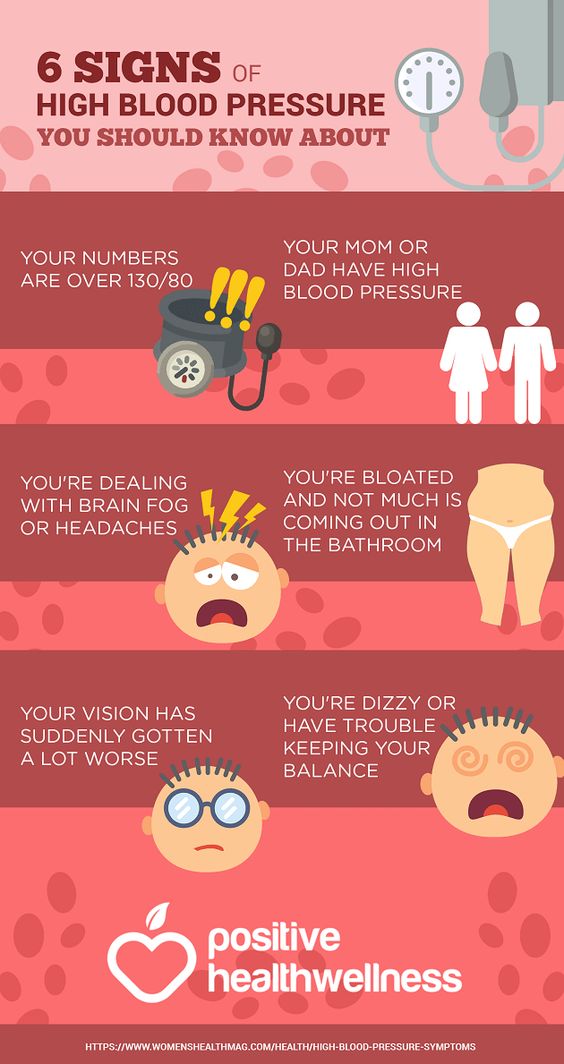 6 SIGNS OF
HIGH BLOOD PRESSURE
YOU SHOULD KNOW ABOUT
YOUR NUMBERS
ARE OVER 130/80
YOUR MOM OR
DAD HAVE HIGH
BLOOD PRESSURE
YOU'RE DEALING
WITH BRAIN FOG
OR HEADACHES
YOU'RE BLOATED
AND NOT MUCH IS
COMING OUT IN
THE BATHROOM
YOUR VISION HAS
SUDDENLY GOTTEN
A LOT WORSE
YOU'RE DIZZY OR
HAVE TROUBLE
KEEPING YOUR
BALANCE
positive
healthwellness
HTTPS://WWW.WOMENSHEALTHMAG.COM/HEALTH/HIGH-BLOOD-PRESSURE-SYMPTOMS